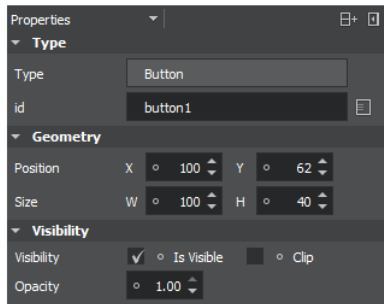 Properties
Type
Type Button
id button1
Geometry
Position X 100 Y 62
Size W 100 H 40
Visibility
Visibility Is Visible Clip
Opacity 1.00